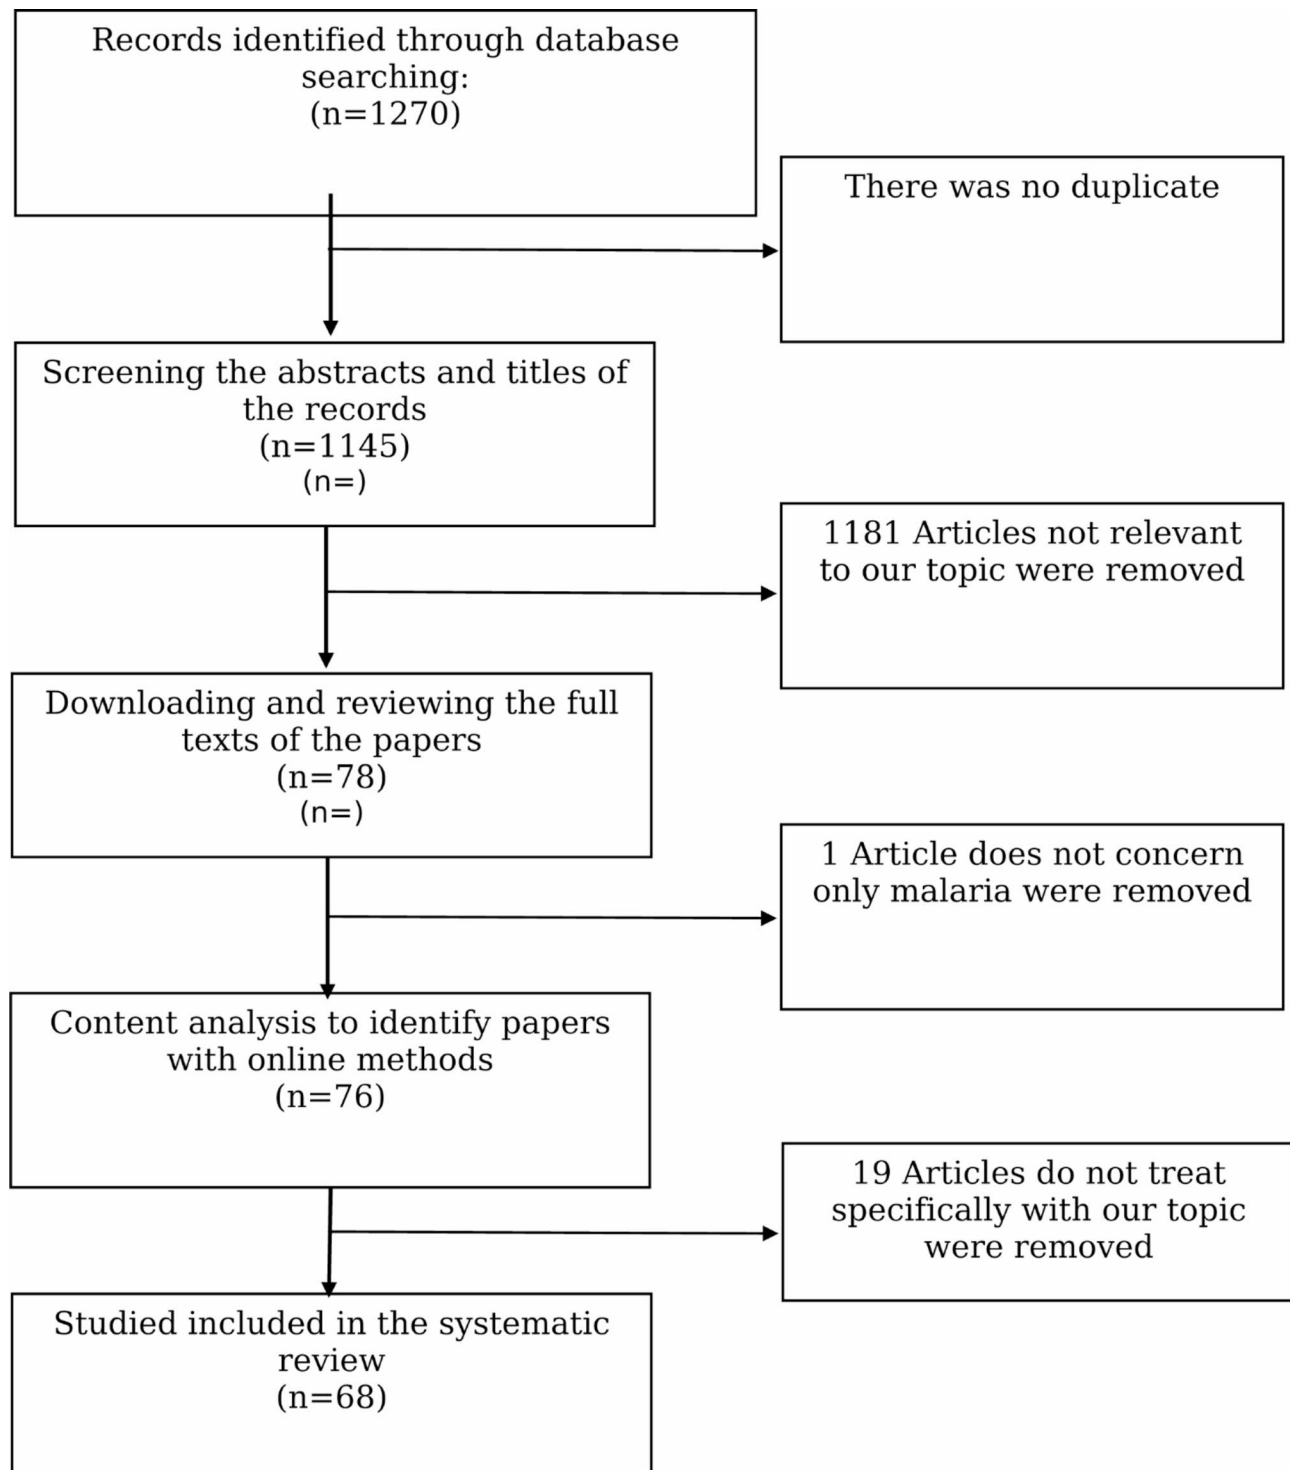 Records identified through database
searching:
(n=1270)
There was no duplicate
Screening the abstracts and titles of
the records
(n=1145)
(n=)
1181 Articles not relevant
to our topic were removed
Downloading and reviewing the full
texts of the papers
(n=78)
(n=)
1 Article does not concern
only malaria were removed
Content analysis to identify papers
with online methods
(n=76)
19 Articles do not treat
specifically with our topic
were removed
Studied included in the systematic
review
(n=68)